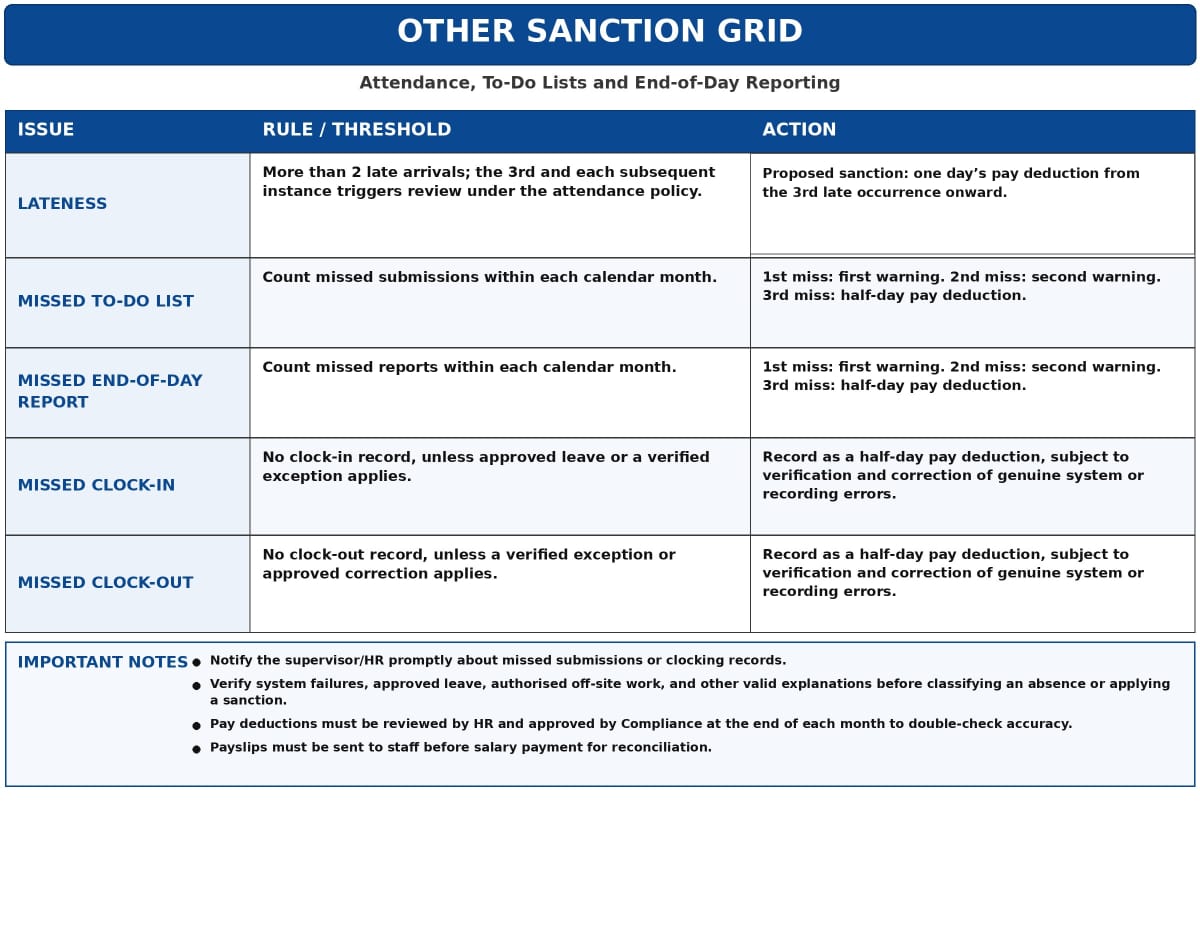 OTHER SANCTION GRID
Attendance, To-Do Lists and End-of-Day Reporting
ISSUE
RULE / THRESHOLD
ACTION
LATENESS
More than 2 late arrivals; the 3rd and each subsequent
instance triggers review under the attendance policy.
Proposed sanction: one day’s pay deduction from
the 3rd late occurrence onward.
MISSED TO-DO LIST
Count missed submissions within each calendar month.
1st miss: first warning. 2nd miss: second warning.
3rd miss: half-day pay deduction.
MISSED END-OF-DAY
REPORT
Count missed reports within each calendar month.
1st miss: first warning. 2nd miss: second warning.
3rd miss: half-day pay deduction.
MISSED CLOCK-IN
No clock-in record, unless approved leave or a verified
exception applies.
Record as a half-day pay deduction, subject to
verification and correction of genuine system or
recording errors.
MISSED CLOCK-OUT
No clock-out record, unless a verified exception or
approved correction applies.
Record as a half-day pay deduction, subject to
verification and correction of genuine system or
recording errors.
IMPORTANT NOTES
● Notify the supervisor/HR promptly about missed submissions or clocking records.
● Verify system failures, approved leave, authorised off-site work, and other valid explanations before classifying an absence or applying
a sanction.
● Pay deductions must be reviewed by HR and approved by Compliance at the end of each month to double-check accuracy.
● Payslips must be sent to staff before salary payment for reconciliation.